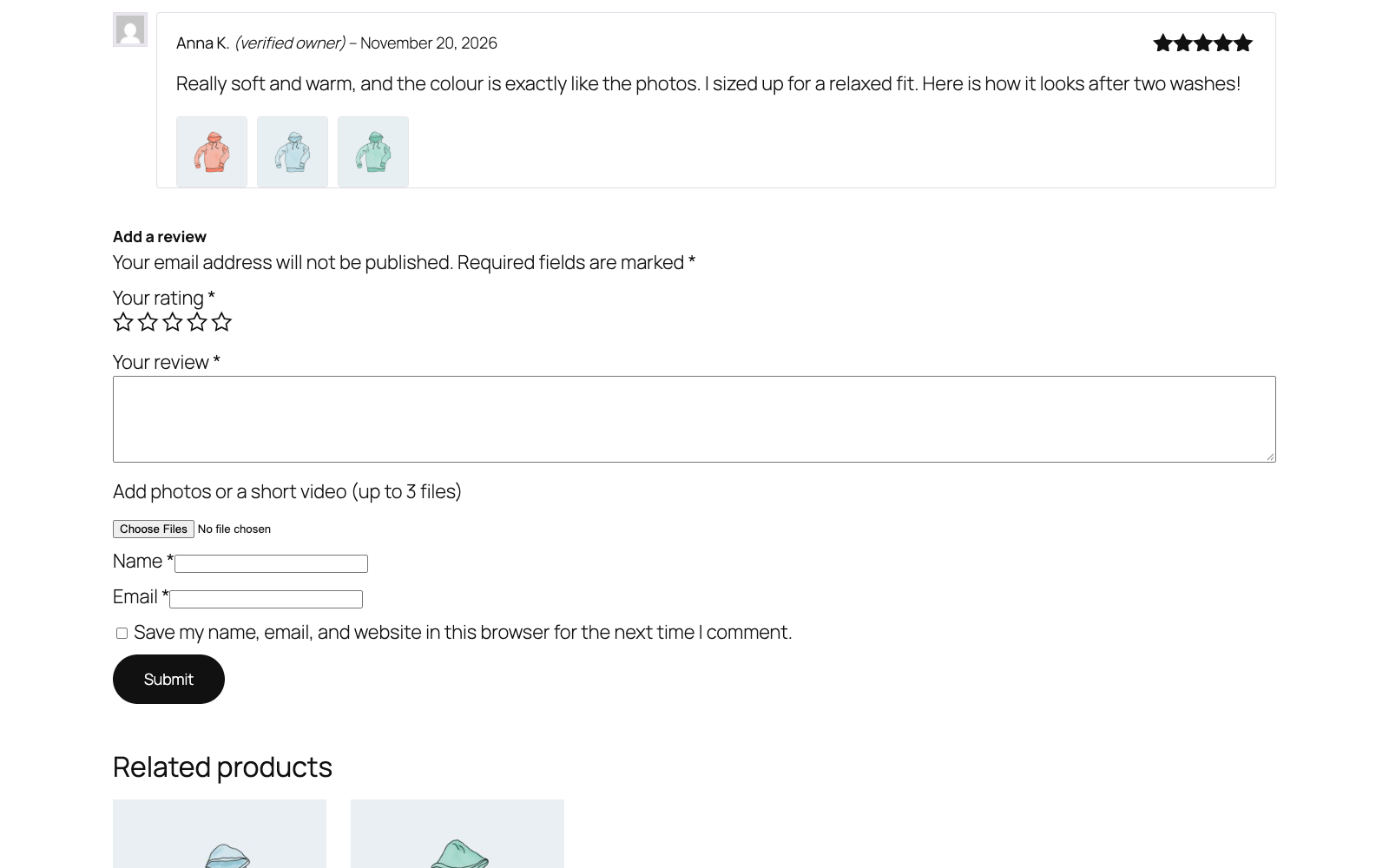 Anna K. (verified owner) – November 20, 2026
Really soft and warm, and the colour is exactly like the photos. I sized up for a relaxed fit. Here is how it looks after two washes!
Add a review
Your email address will not be published. Required fields are marked *
Your rating *
Your review *
Add photos or a short video (up to 3 files)
Choose Files No file chosen
Name *
Email *
Save my name, email, and website in this browser for the next time I comment.
Submit
Related products